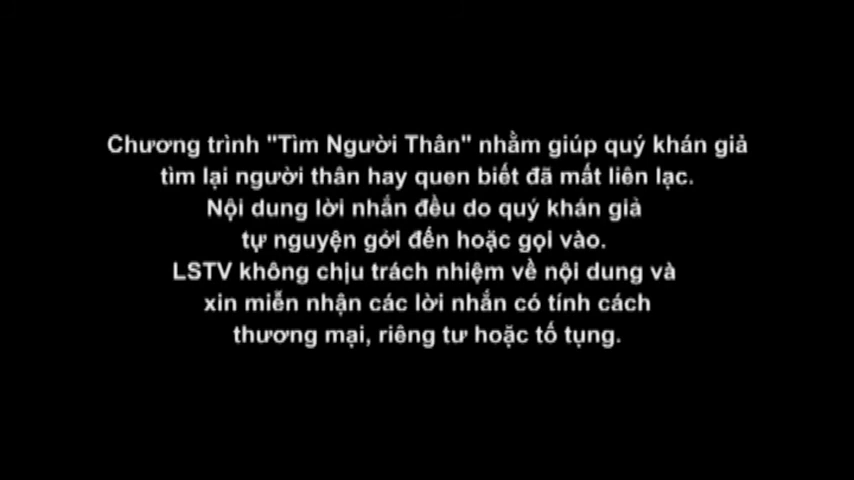 Chương trình "Tìm Người Thân" nhằm giúp quý khán giả
tìm lại người thân hay quen biết đã mất liên lạc.
Nội dung lời nhắn đều do quý khán giả
tự nguyện gởi đến hoặc gọi vào.
LSTV không chịu trách nhiệm về nội dung và
xin miễn nhận các lời nhắn có tính cách
thương mại, riêng tư hoặc tố tụng.